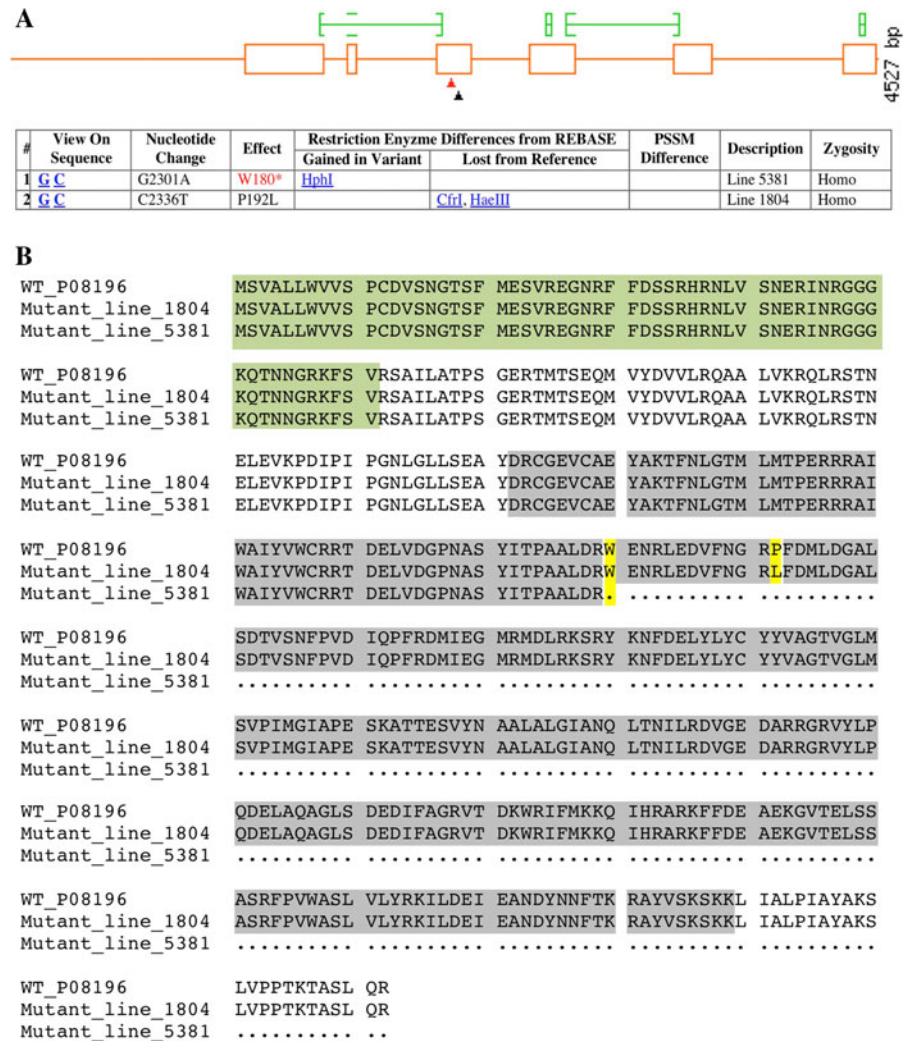 A
4527 bp
# View On Sequence Nucleotide Change Effect Restriction Enyzme Differences from REBASE PSSM Difference Description Zygosity
Gained in Variant Lost from Reference
1 G C G2301A W180* HphI Line 5381 Homo
2 G C C2336T P192L CfrI, HaeIII Line 1804 Homo
B
WT_P08196 MSVALLWVVS PCDVSNGTSF MESVREGNRF FDSSRHRNLV SNERINRGGG
Mutant_line_1804 MSVALLWVVS PCDVSNGTSF MESVREGNRF FDSSRHRNLV SNERINRGGG
Mutant_line_5381 MSVALLWVVS PCDVSNGTSF MESVREGNRF FDSSRHRNLV SNERINRGGG
WT_P08196 KQTNNGRKFS VRSAILATPS GERTMTSEQM VYDVVLRQAA LVKRQLRSTN
Mutant_line_1804 KQTNNGRKFS VRSAILATPS GERTMTSEQM VYDVVLRQAA LVKRQLRSTN
Mutant_line_5381 KQTNNGRKFS VRSAILATPS GERTMTSEQM VYDVVLRQAA LVKRQLRSTN
WT_P08196 ELEVKPDIPI PGNLGLLSEA YDRCGEVCAE YAKTFNLGTM LMTPERRRAI
Mutant_line_1804 ELEVKPDIPI PGNLGLLSEA YDRCGEVCAE YAKTFNLGTM LMTPERRRAI
Mutant_line_5381 ELEVKPDIPI PGNLGLLSEA YDRCGEVCAE YAKTFNLGTM LMTPERRRAI
WT_P08196 WAIYVWCRRT DELVDGPNAS YITPAALDRW ENRLEDVFNG RPFDMLDGAL
Mutant_line_1804 WAIYVWCRRT DELVDGPNAS YITPAALDRW ENRLEDVFNG RLFDMLDGAL
Mutant_line_5381 WAIYVWCRRT DELVDGPNAS YITPAALDR. .......... ..........
WT_P08196 SDTVSNFPVD IQPFRDMIEG MRMDLRKSRY KNFDELYLYC YYVAGTVGLM
Mutant_line_1804 SDTVSNFPVD IQPFRDMIEG MRMDLRKSRY KNFDELYLYC YYVAGTVGLM
Mutant_line_5381 .......... .......... .......... .......... ..........
WT_P08196 SVPIMGIAPE SKATTESVYN AALALGIANQ LTNILRDVGE DARRGRVYLP
Mutant_line_1804 SVPIMGIAPE SKATTESVYN AALALGIANQ LTNILRDVGE DARRGRVYLP
Mutant_line_5381 .......... .......... .......... .......... ..........
WT_P08196 QDELAQAGLS DEDIFAGRVT DKWRIFMKKQ IHRARKFFDE AEKGVTELSS
Mutant_line_1804 QDELAQAGLS DEDIFAGRVT DKWRIFMKKQ IHRARKFFDE AEKGVTELSS
Mutant_line_5381 .......... .......... .......... .......... ..........
WT_P08196 ASRFPVWASL VLYRKILDEI EANDYNNFTK RAYVSKSKKL IALPIAYAKS
Mutant_line_1804 ASRFPVWASL VLYRKILDEI EANDYNNFTK RAYVSKSKKL IALPIAYAKS
Mutant_line_5381 .......... .......... .......... .......... ..........
WT_P08196 LVPPTKTASL QR
Mutant_line_1804 LVPPTKTASL QR
Mutant_line_5381 .......... ..